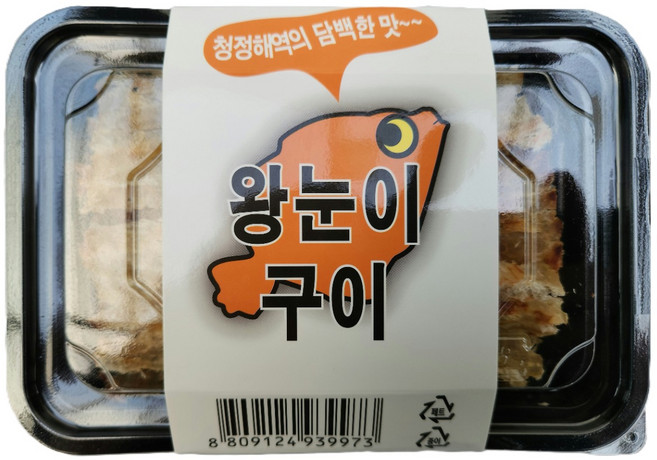 청정해역의 담백한 맛~~
왕눈이
구이
8 809124 939973
페트
종이